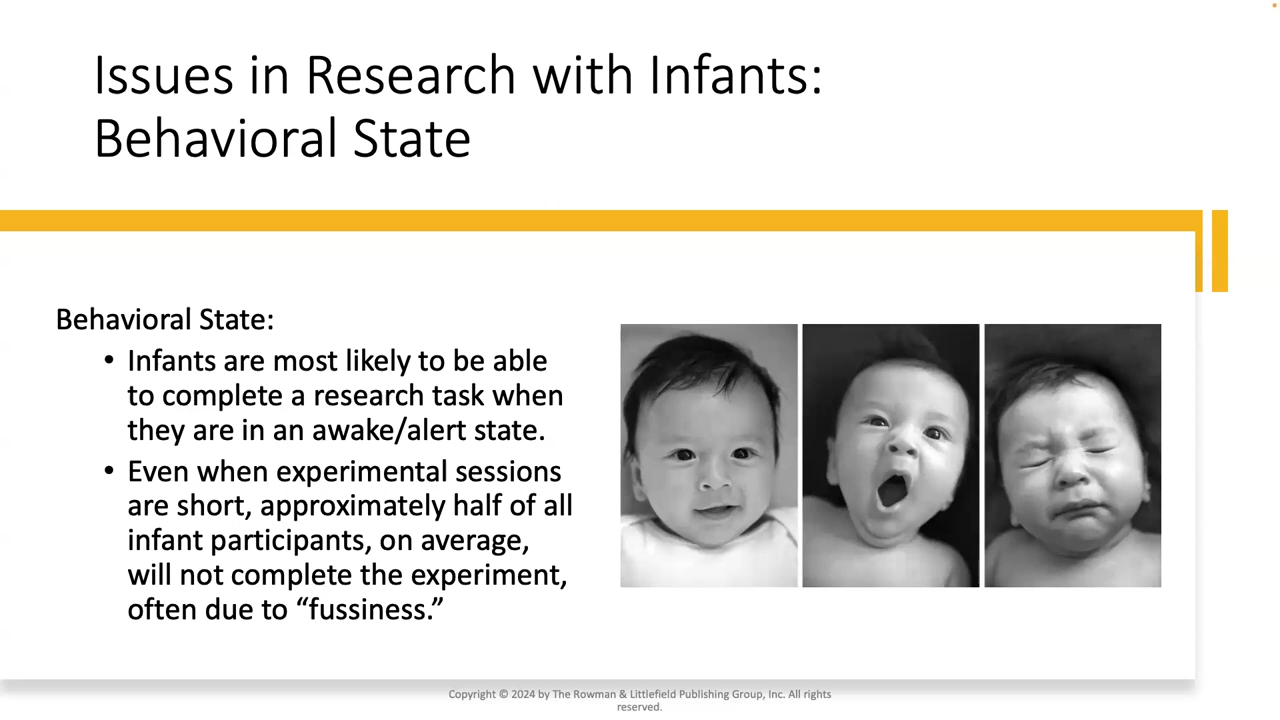 Issues in Research with Infants:
Behavioral State
Behavioral State:
• Infants are most likely to be able
to complete a research task when
they are in an awake/alert state.
• Even when experimental sessions
are short, approximately half of all
infant participants, on average,
will not complete the experiment,
often due to “fussiness.”
Copyright © 2024 by The Rowman & Littlefield Publishing Group, Inc. All rights
reserved.